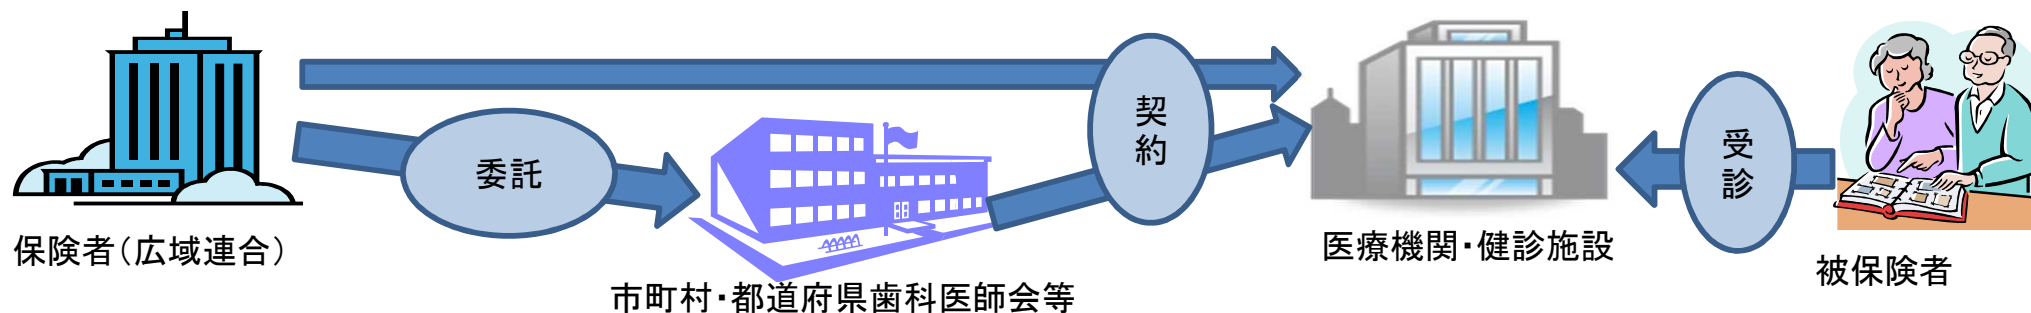 委託
契約
受診
保険者（広域連合）
市町村・都道府県歯科医師会等
医療機関・健診施設
被保険者